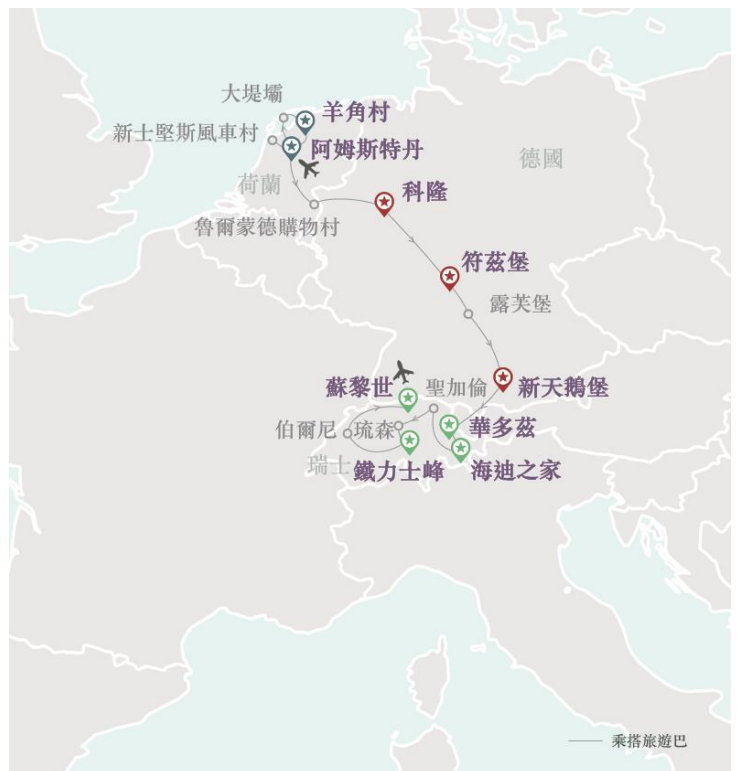 大堤壩
羊角村
新士堅斯風車村
阿姆斯特丹
德國
荷蘭
科隆
魯爾蒙德購物村
符茲堡
露芙堡
蘇黎世
聖加倫
新天鵝堡
伯爾尼
琉森
華多茲
瑞士
鐵力士峰
海迪之家
乘搭旅遊巴